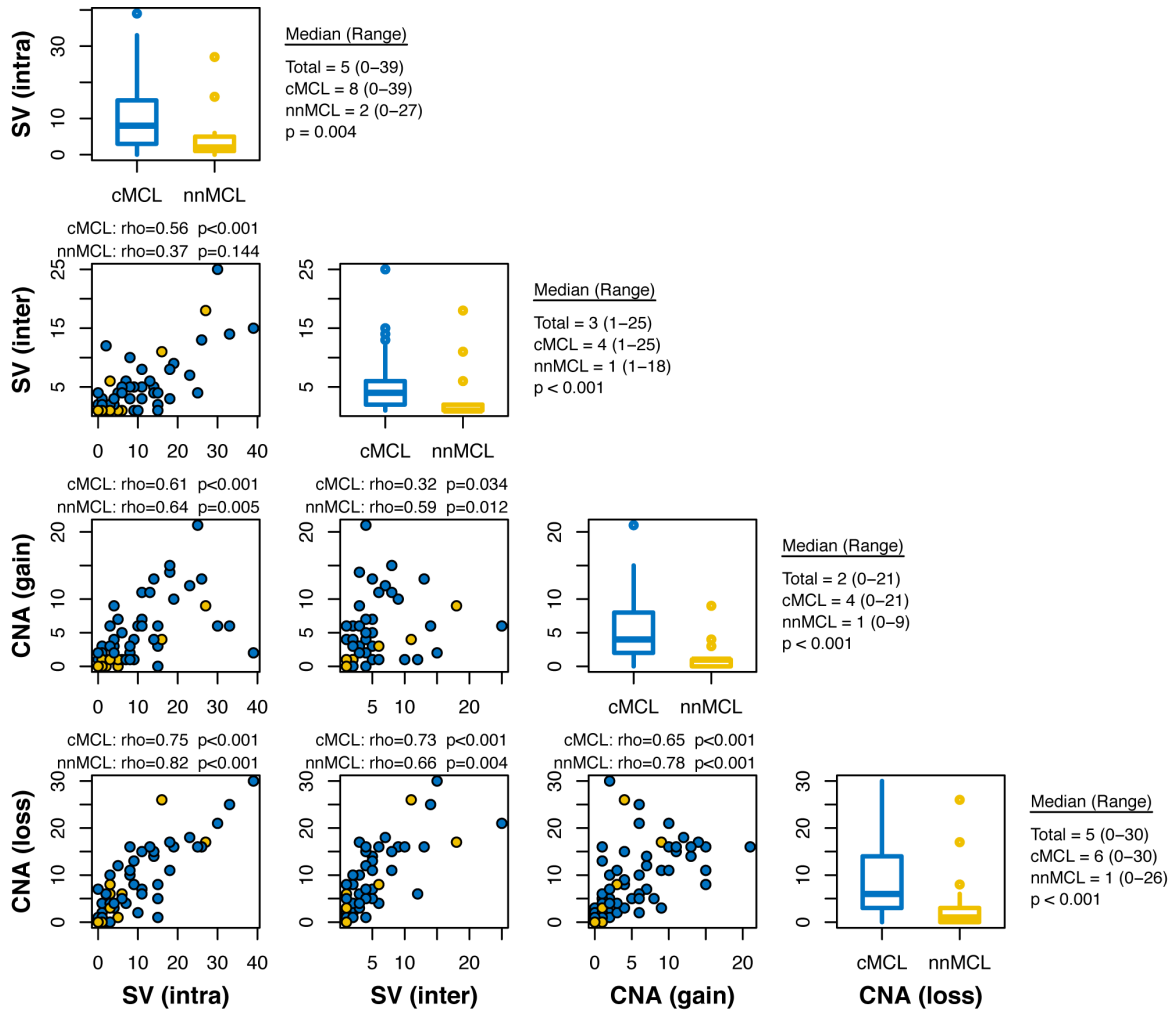 SV (intra)
0
10
30
cMCL
nnMCL
Median (Range)
Total = 5 (0–39)
cMCL = 8 (0–39)
nnMCL = 2 (0–27)
p = 0.004
cMCL: rho=0.56 p<0.001
nnMCL: rho=0.37 p=0.144
SV (inter)
5
15
25
0 10 20 30 40
5
15
25
cMCL
nnMCL
Median (Range)
Total = 3 (1–25)
cMCL = 4 (1–25)
nnMCL = 1 (1–18)
p < 0.001
cMCL: rho=0.61 p<0.001
nnMCL: rho=0.64 p=0.005
CNA (gain)
0
5
10
20
0 10 20 30 40
cMCL: rho=0.32 p=0.034
nnMCL: rho=0.59 p=0.012
0
5
10
20
5 10 20
0
5
10
20
cMCL
nnMCL
Median (Range)
Total = 2 (0–21)
cMCL = 4 (0–21)
nnMCL = 1 (0–9)
p < 0.001
cMCL: rho=0.75 p<0.001
nnMCL: rho=0.82 p<0.001
CNA (loss)
0
10
20
30
0 10 20 30 40
SV (intra)
cMCL: rho=0.73 p<0.001
nnMCL: rho=0.66 p=0.004
0
10
20
30
5 10 20
SV (inter)
cMCL: rho=0.65 p<0.001
nnMCL: rho=0.78 p<0.001
0
10
20
30
0 5 10 20
CNA (gain)
0
10
20
30
cMCL
nnMCL
CNA (loss)
Median (Range)
Total = 5 (0–30)
cMCL = 6 (0–30)
nnMCL = 1 (0–26)
p < 0.001